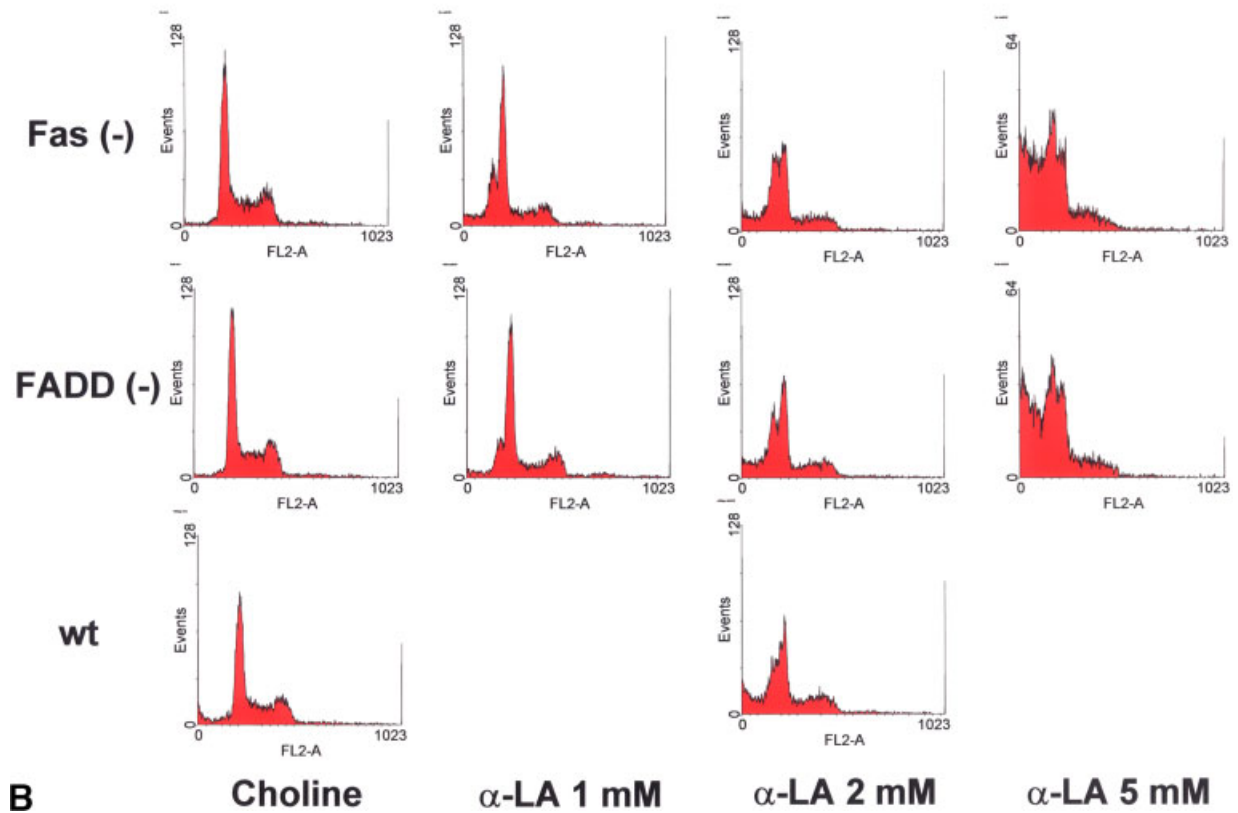 128
Events
0
0
1023
FL2-A
128
Events
0
0
1023
FL2-A
128
Events
0
0
1023
FL2-A
64
Events
0
0
1023
FL2-A
Fas (-)
128
Events
0
0
1023
FL2-A
128
Events
0
0
1023
FL2-A
128
Events
0
0
1023
FL2-A
64
Events
0
0
1023
FL2-A
FADD (-)
128
Events
0
0
1023
FL2-A
128
Events
0
0
1023
FL2-A
wt
B
Choline
α-LA 1 mM
α-LA 2 mM
α-LA 5 mM